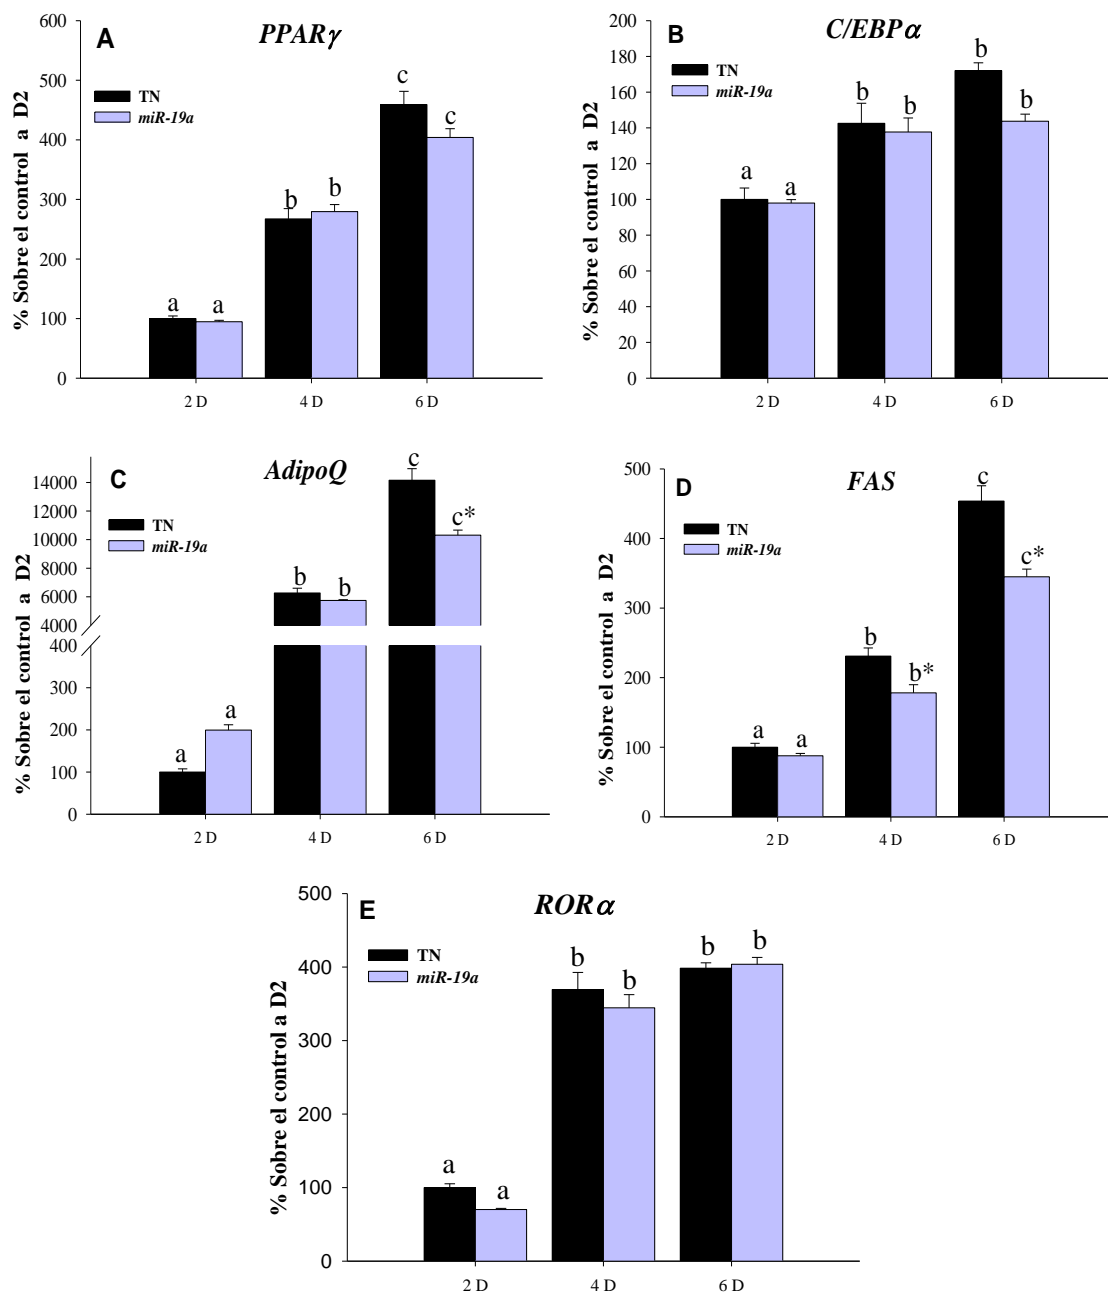 A
PPARγ
TN
miR-19a
% Sobre el control a D2
600
500
400
300
200
100
0
a a
b b
c c
2 D 4 D 6 D
B
C/EBPα
TN
miR-19a
% Sobre el control a D2
200
180
160
140
120
100
80
60
40
20
0
a a
b b
b b
2 D 4 D 6 D
C
AdipoQ
TN
miR-19a
% Sobre el control a D2
14000
12000
10000
8000
6000
4000
400
300
200
100
0
a a
b b
c c*
2 D 4 D 6 D
D
FAS
TN
miR-19a
% Sobre el control a D2
500
400
300
200
100
0
a a
b b*
c c*
2 D 4 D 6 D
E
RORα
TN
miR-19a
% Sobre el control a D2
500
400
300
200
100
0
a a
b b
b b
2 D 4 D 6 D